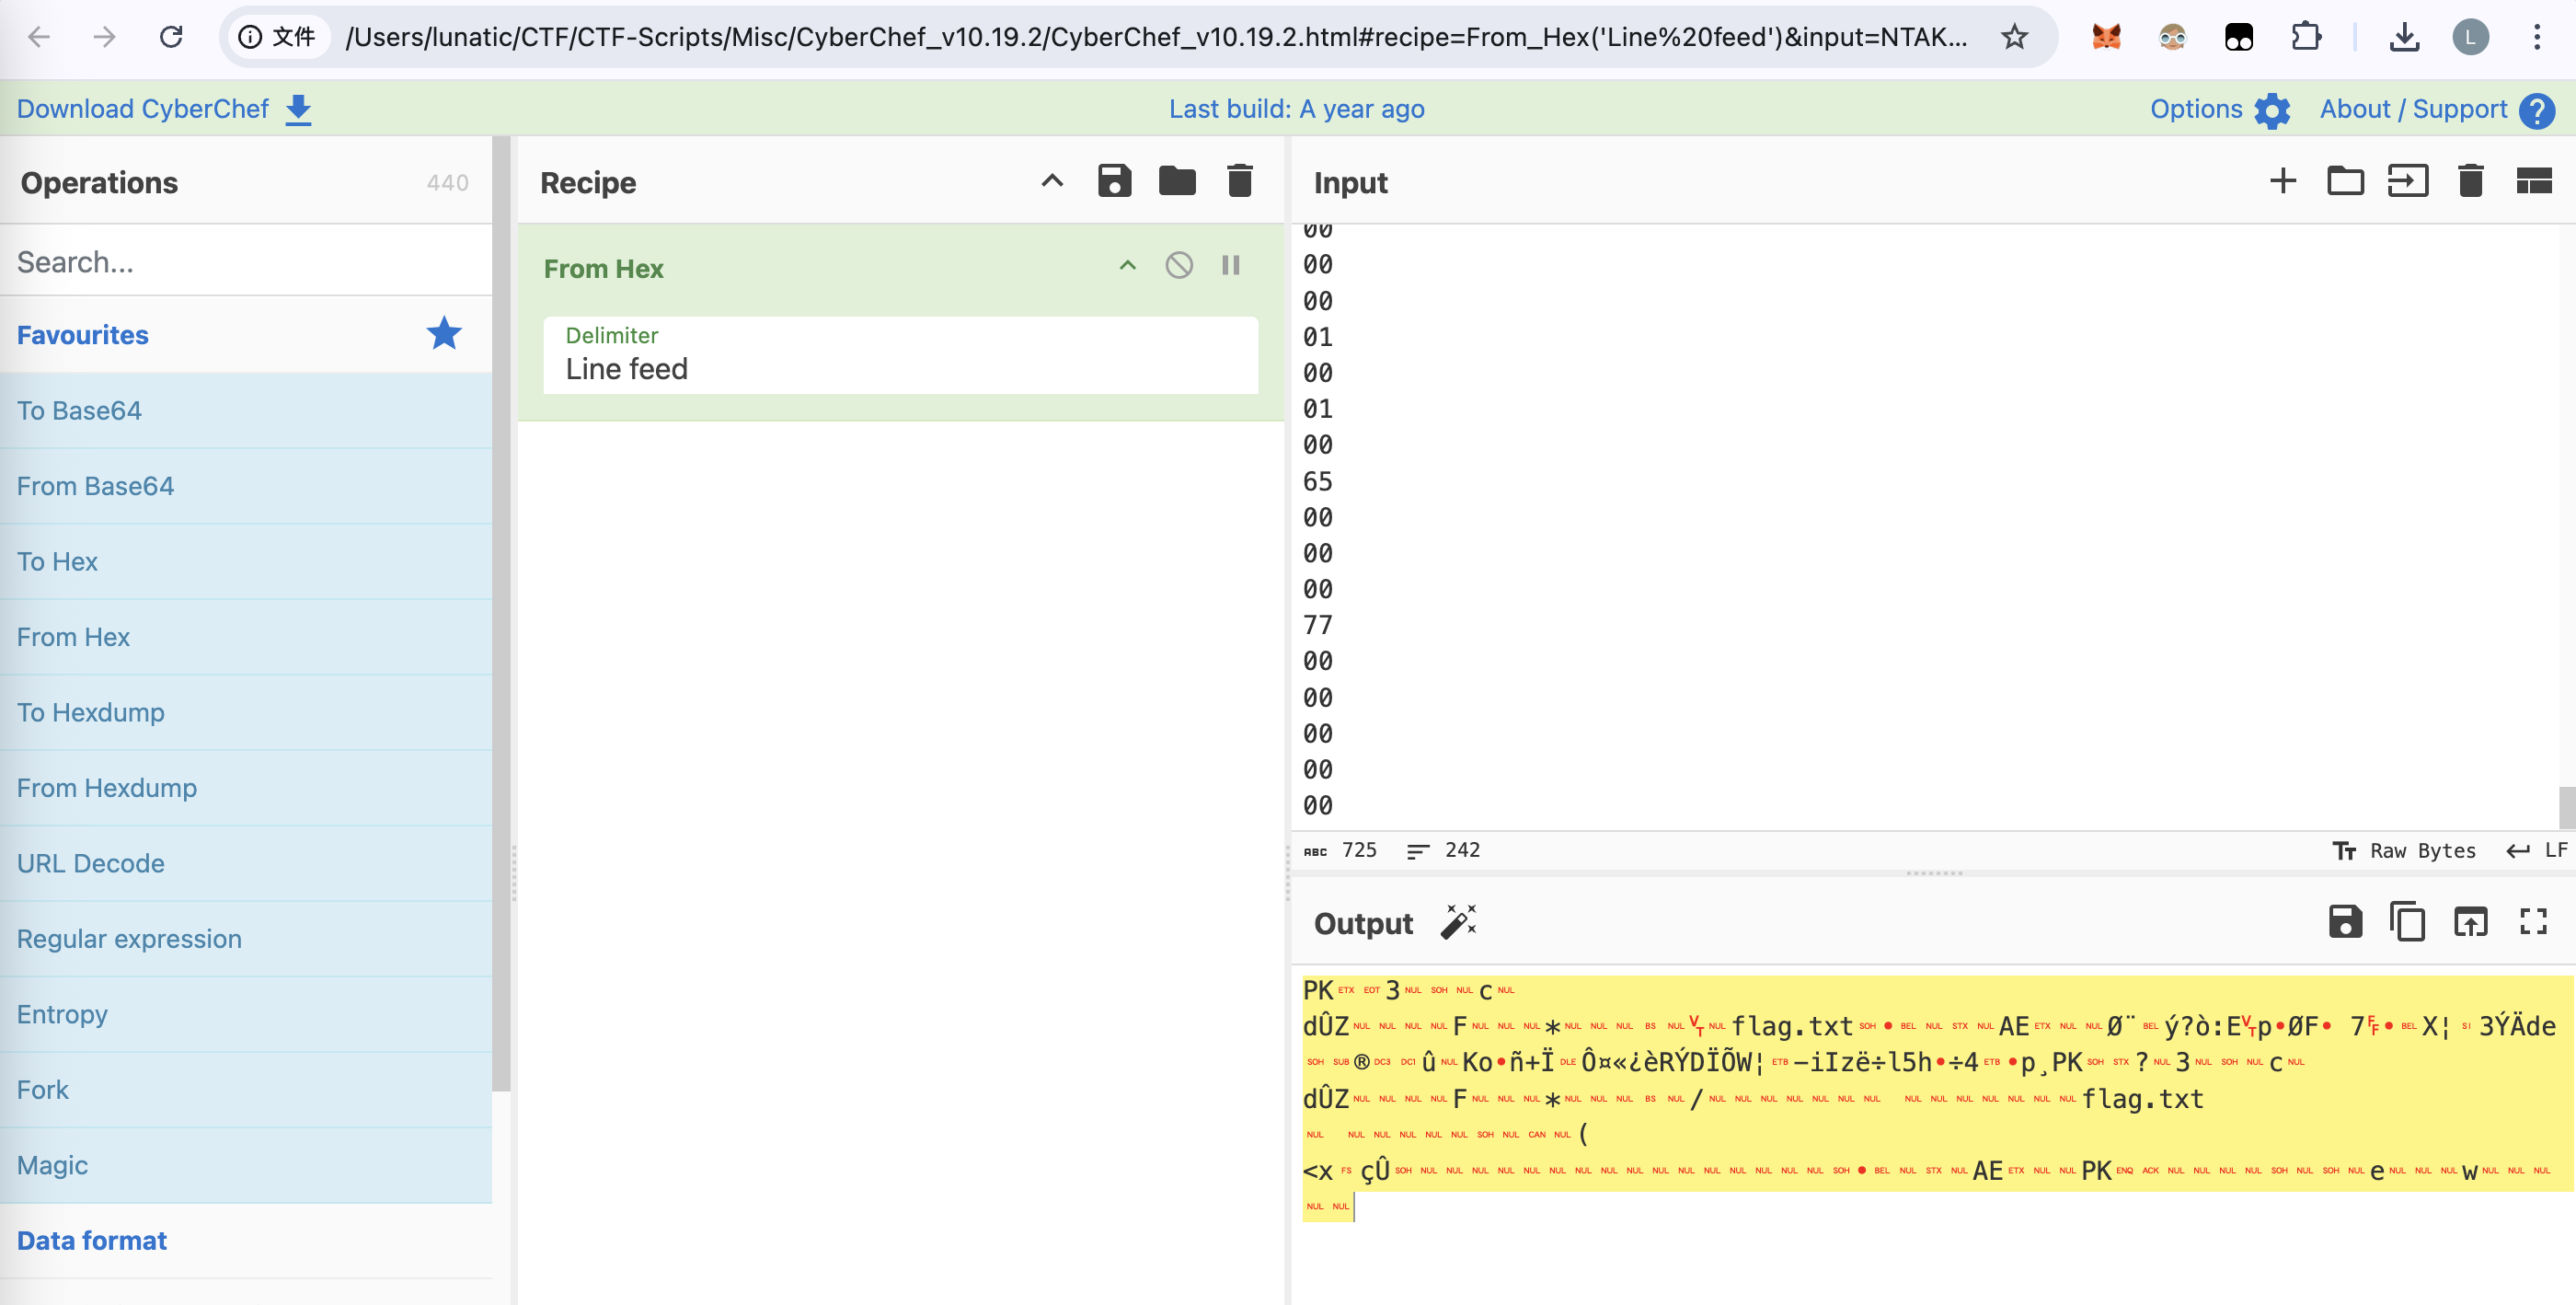 文件 /Users/lunatic/CTF/CTF-Scripts/Misc/CyberChef_v10.19.2/CyberChef_v10.19.2.html#recipe=From_Hex('Line%20feed')&input=NTAK...
L
Download CyberChef
Last build: A year ago
Options
About / Support
Operations
440
Search...
Favourites
To Base64
From Base64
To Hex
From Hex
To Hexdump
From Hexdump
URL Decode
Regular expression
Entropy
Fork
Magic
Data format
Recipe
From Hex
Delimiter
Line feed
Input
00
00
00
01
00
01
00
65
00
00
00
77
00
00
00
00
00
ABC 725 242
Raw Bytes LF
Output
PK ETX EOT 3 NUL SOH NUL c NUL
dÛZ NUL NUL NUL NUL F NUL NUL NUL * NUL NUL NUL BS NUL VT NUL flag.txt SOH • BEL NUL STX NUL AE ETX NUL NUL Ø¨ BEL ý?ò:E VT p•ØF• 7 FF • BEL X¦ SI 3ÝÄde
SOH SUB ® DC3 DC1 û NUL Ko•ñ+Ï DLE Ô¤«¿èRÝDÏÕW¦ ETB –iIzë÷l5h•÷4 ETB •p¸PK SOH STX ? NUL 3 NUL SOH NUL c NUL
dÛZ NUL NUL NUL NUL F NUL NUL NUL * NUL NUL NUL BS NUL / NUL NUL NUL NUL NUL NUL NUL NUL NUL NUL NUL NUL NUL NUL flag.txt
NUL NUL NUL NUL NUL NUL SOH NUL CAN NUL (
<x FS çÛ SOH NUL NUL NUL NUL NUL NUL NUL NUL NUL NUL NUL NUL NUL NUL NUL NUL SOH • BEL NUL STX NUL AE ETX NUL NUL PK ENQ ACK NUL NUL NUL NUL SOH NUL SOH NUL e NUL NUL NUL w NUL NUL NUL
NUL NUL